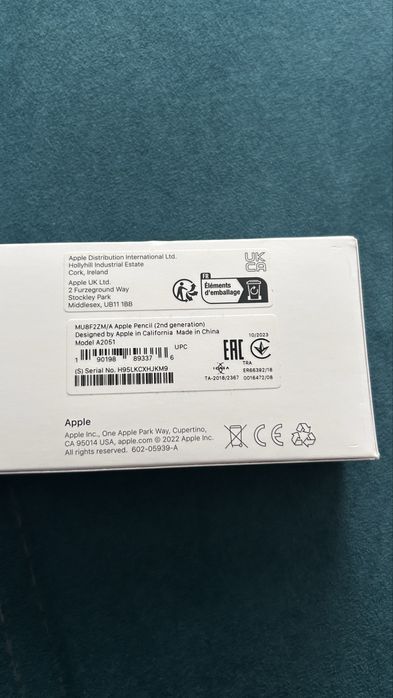 Apple Distribution International Ltd.
Hollyhill Industrial Estate
Cork, Ireland
Apple UK Ltd.
2 Furzeground Way
Stockley Park
Middlesex, UB11 1BB
UK
CA
FR
Éléments
d'emballage
MU8F2ZM/A Apple Pencil (2nd generation)
Designed by Apple in California Made in China
Model A2051
UPC
1 90198 89337 6
(S) Serial No. H95LKCXHJKM9
10/2023
EAC
TRA
TA-2018/2367
ER66392/18
0016472/08
Apple
Apple Inc., One Apple Park Way, Cupertino,
CA 95014 USA, apple.com © 2022 Apple Inc.
All rights reserved. 602-05939-A
CE